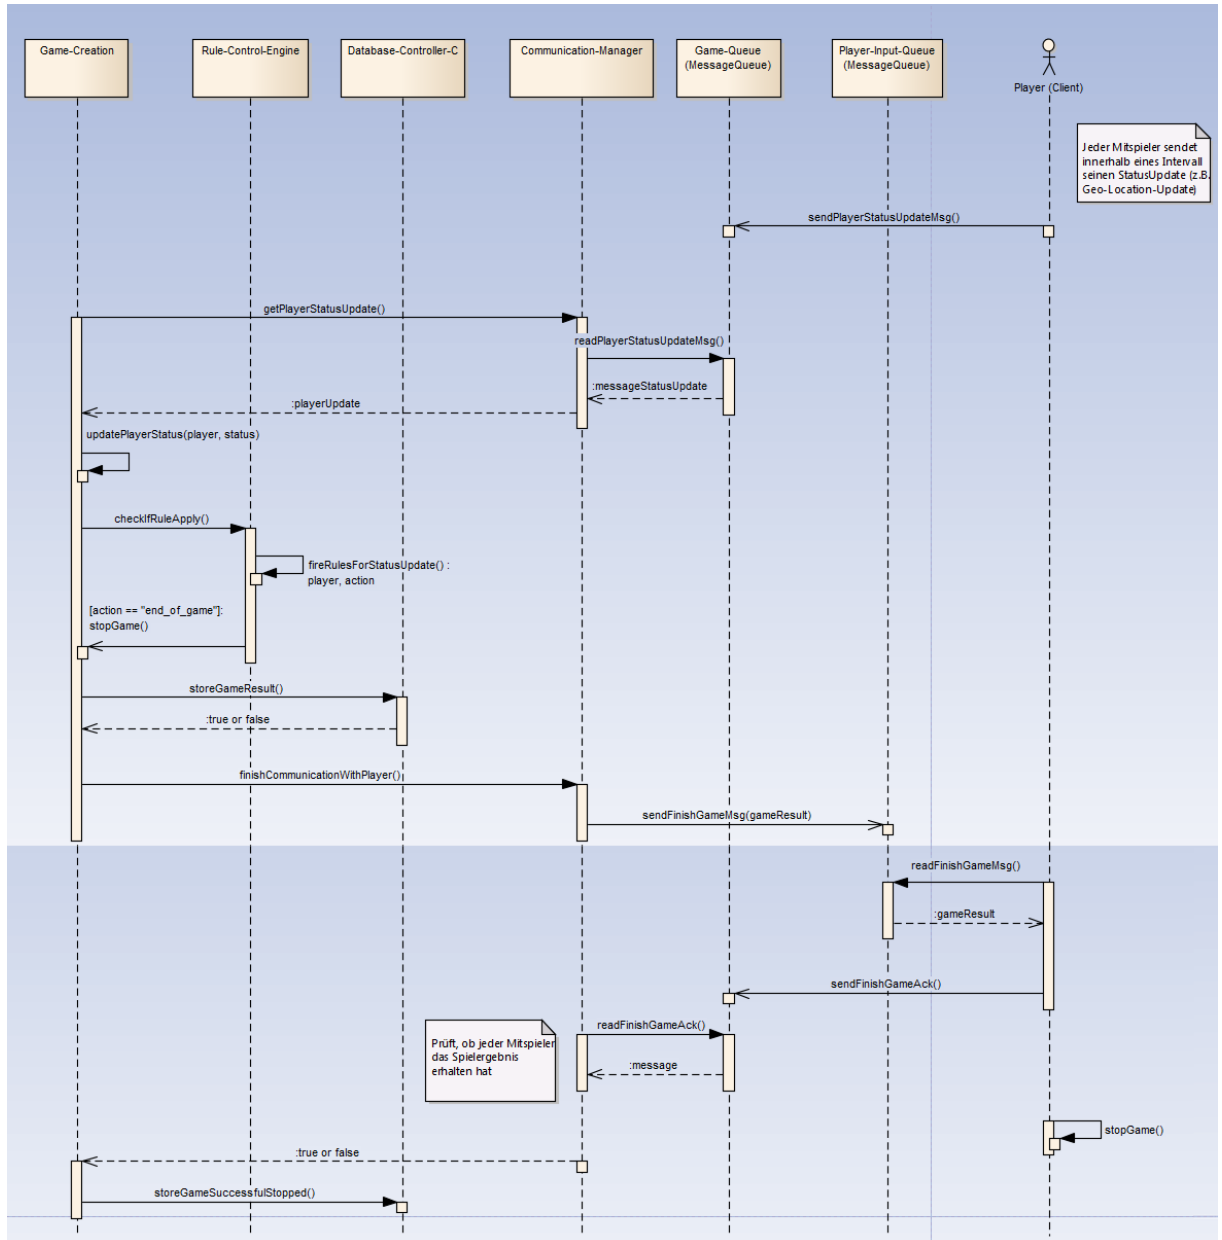 Game-Creation
Rule-Control-Engine
Database-Controller-C
Communication-Manager
Game-Queue
(MessageQueue)
Player-Input-Queue
(MessageQueue)
Player (Client)
Jeder Mitspieler sendet
innerhalb eines Intervall
seinen StatusUpdate (z.B.
Geo-Location-Update)
sendPlayerStatusUpdateMsg()
getPlayerStatusUpdate()
readPlayerStatusUpdateMsg()
:messageStatusUpdate
:playerUpdate
updatePlayerStatus(player, status)
checkIfRuleApply()
fireRulesForStatusUpdate() :
player, action
[action == "end_of_game"]:
stopGame()
storeGameResult()
:true or false
finishCommunicationWithPlayer()
sendFinishGameMsg(gameResult)
readFinishGameMsg()
:gameResult
sendFinishGameAck()
Prüft, ob jeder Mitspieler
das Spielergebnis
erhalten hat
readFinishGameAck()
:message
stopGame()
:true or false
storeGameSuccessfulStopped()